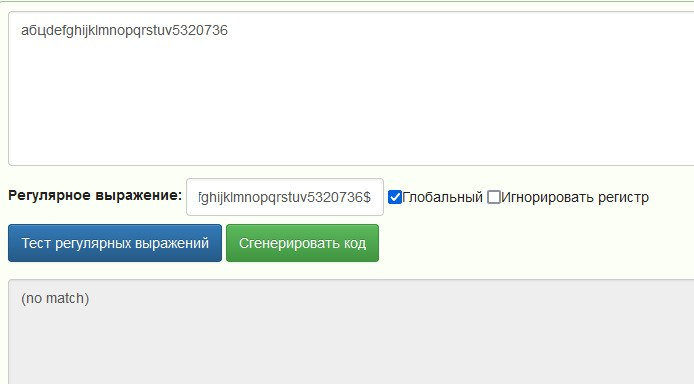 абцdefghijklmnopqrstuv5320736
Регулярное выражение: fghijklmnopqrstuv5320736$ Глобальный Игнорировать регистр
Тест регулярных выражений Сгенерировать код
(no match)